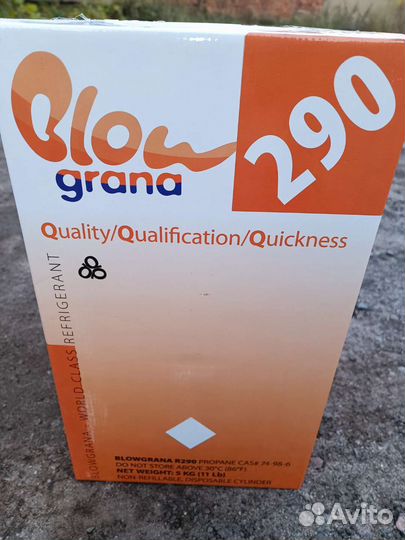 Blow
grana
290
Quality/Qualification/Quickness
BLOWGRANA - WORLD CLASS REFRIGERANT
BLOWGRANA R290 PROPANE CAS# 74-98-6
DO NOT STORE ABOVE 30°C (86°F)
NET WEIGHT: 5 KG (11 Lb)
NON-REFILLABLE, DISPOSABLE CYLINDER
Avito